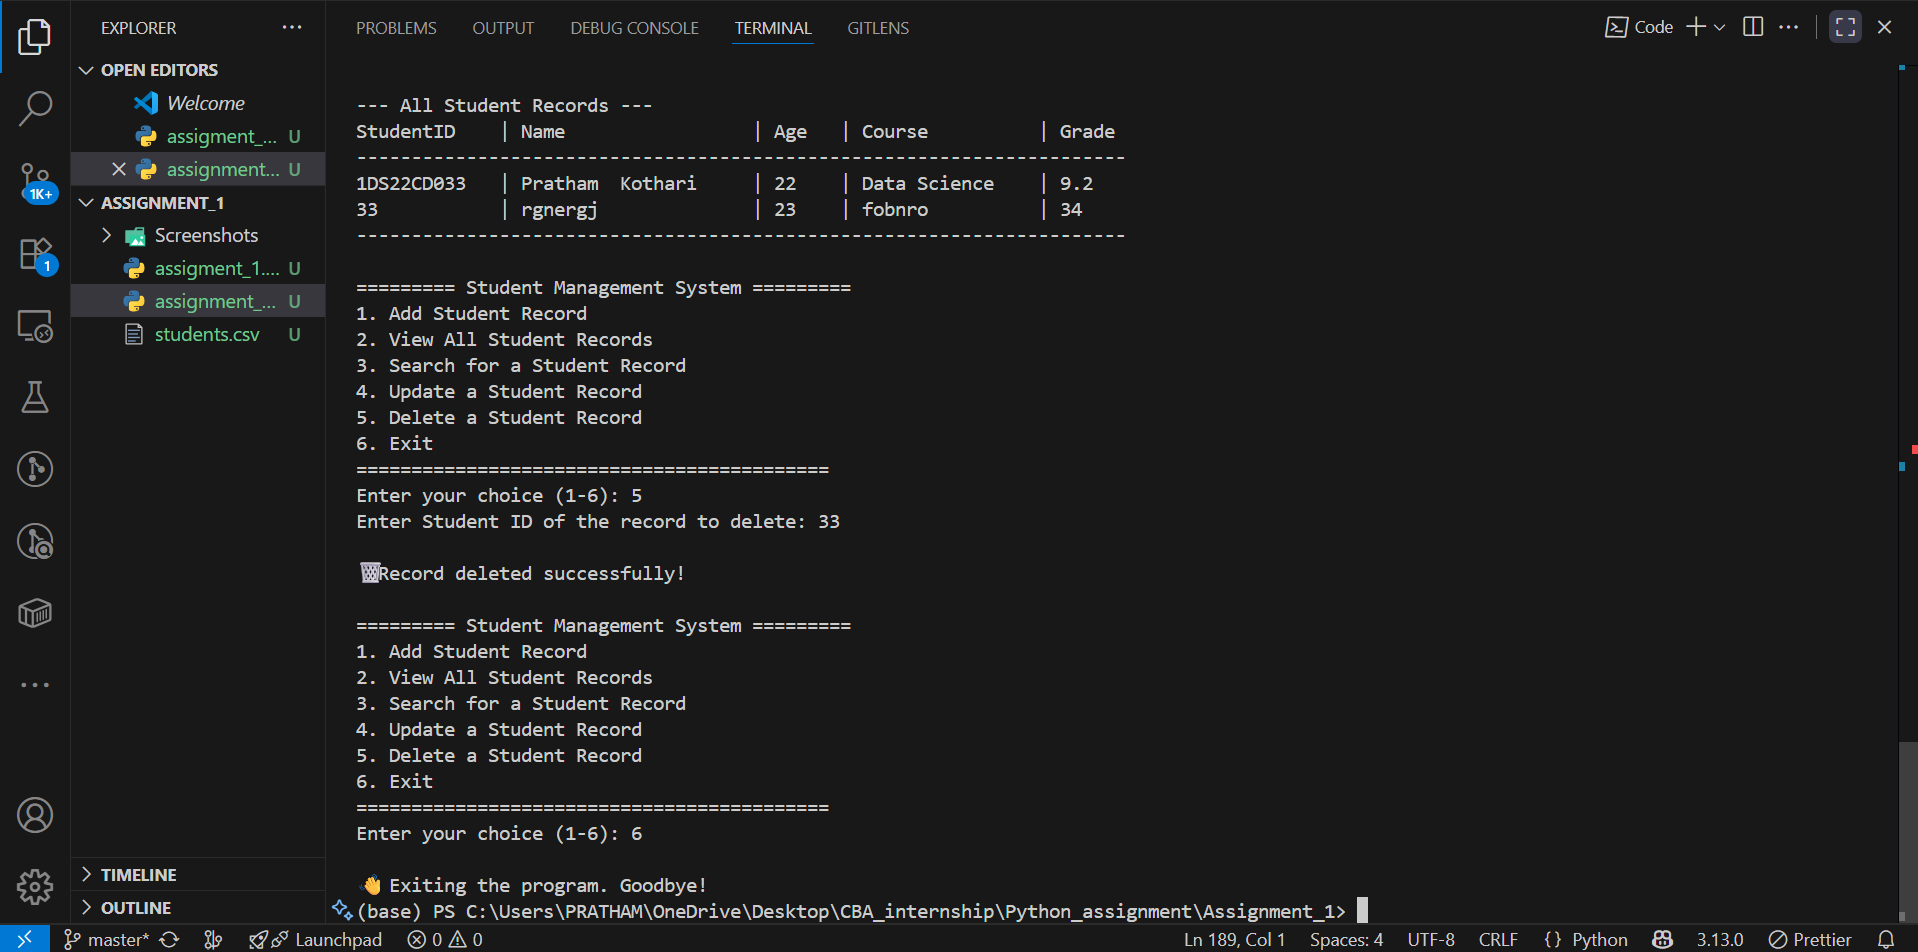 EXPLORER
OPEN EDITORS
Welcome
assigment_... U
assignment... U
1K+
ASSIGNMENT_1
Screenshots
1
assigment_1.... U
assignment_... U
students.csv U
TIMELINE
OUTLINE
PROBLEMS OUTPUT DEBUG CONSOLE TERMINAL GITLENS
Code
--- All Student Records ---
StudentID | Name | Age | Course | Grade
----------------------------------------------------------------------
1DS22CD033 | Pratham  Kothari | 22 | Data Science | 9.2
33 | rgnergj | 23 | fobnro | 34
----------------------------------------------------------------------
========= Student Management System =========
1. Add Student Record
2. View All Student Records
3. Search for a Student Record
4. Update a Student Record
5. Delete a Student Record
6. Exit
===========================================
Enter your choice (1-6): 5
Enter Student ID of the record to delete: 33
🗑Record deleted successfully!
========= Student Management System =========
1. Add Student Record
2. View All Student Records
3. Search for a Student Record
4. Update a Student Record
5. Delete a Student Record
6. Exit
===========================================
Enter your choice (1-6): 6
👋 Exiting the program. Goodbye!
(base) PS C:\Users\PRATHAM\OneDrive\Desktop\CBA_internship\Python_assignment\Assignment_1>
master* Launchpad 0 0 Ln 189, Col 1 Spaces: 4 UTF-8 CRLF {} Python 3.13.0 Prettier